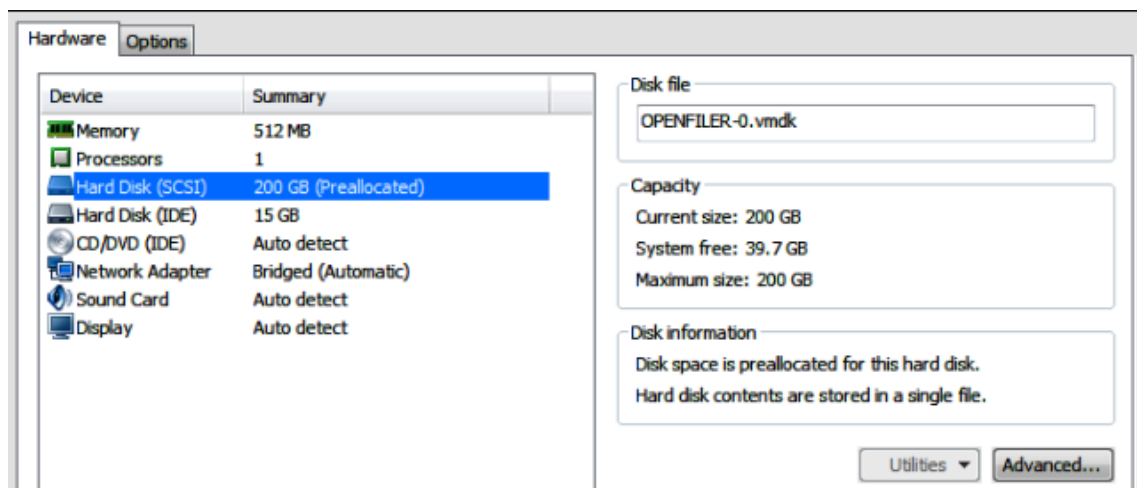 Hardware Options
Device Summary
Memory 512 MB
Processors 1
Hard Disk (SCSI) 200 GB (Preallocated)
Hard Disk (IDE) 15 GB
CD/DVD (IDE) Auto detect
Network Adapter Bridged (Automatic)
Sound Card Auto detect
Display Auto detect
Disk file
OPENFILER-0.vmdk
Capacity
Current size: 200 GB
System free: 39.7 GB
Maximum size: 200 GB
Disk information
Disk space is preallocated for this hard disk.
Hard disk contents are stored in a single file.
Utilities Advanced...